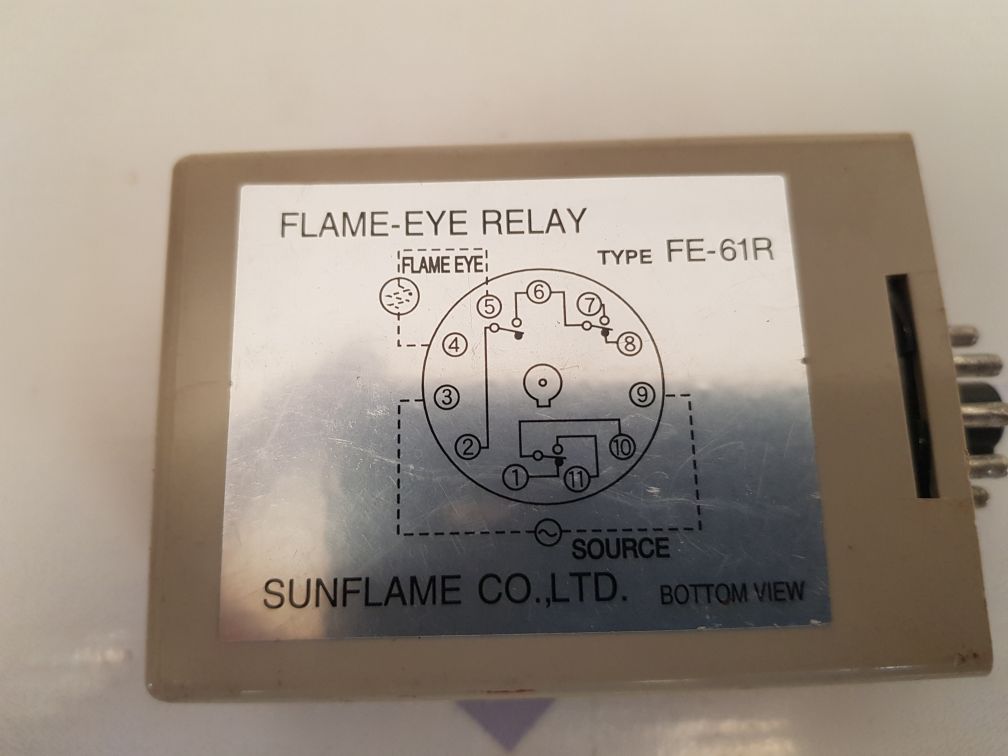 FLAME-EYE RELAY
TYPE FE-61R
FLAME EYE
6
5 7
4 8
3 9
2 10
1 11
SOURCE
SUNFLAME CO.,LTD. BOTTOM VIEW